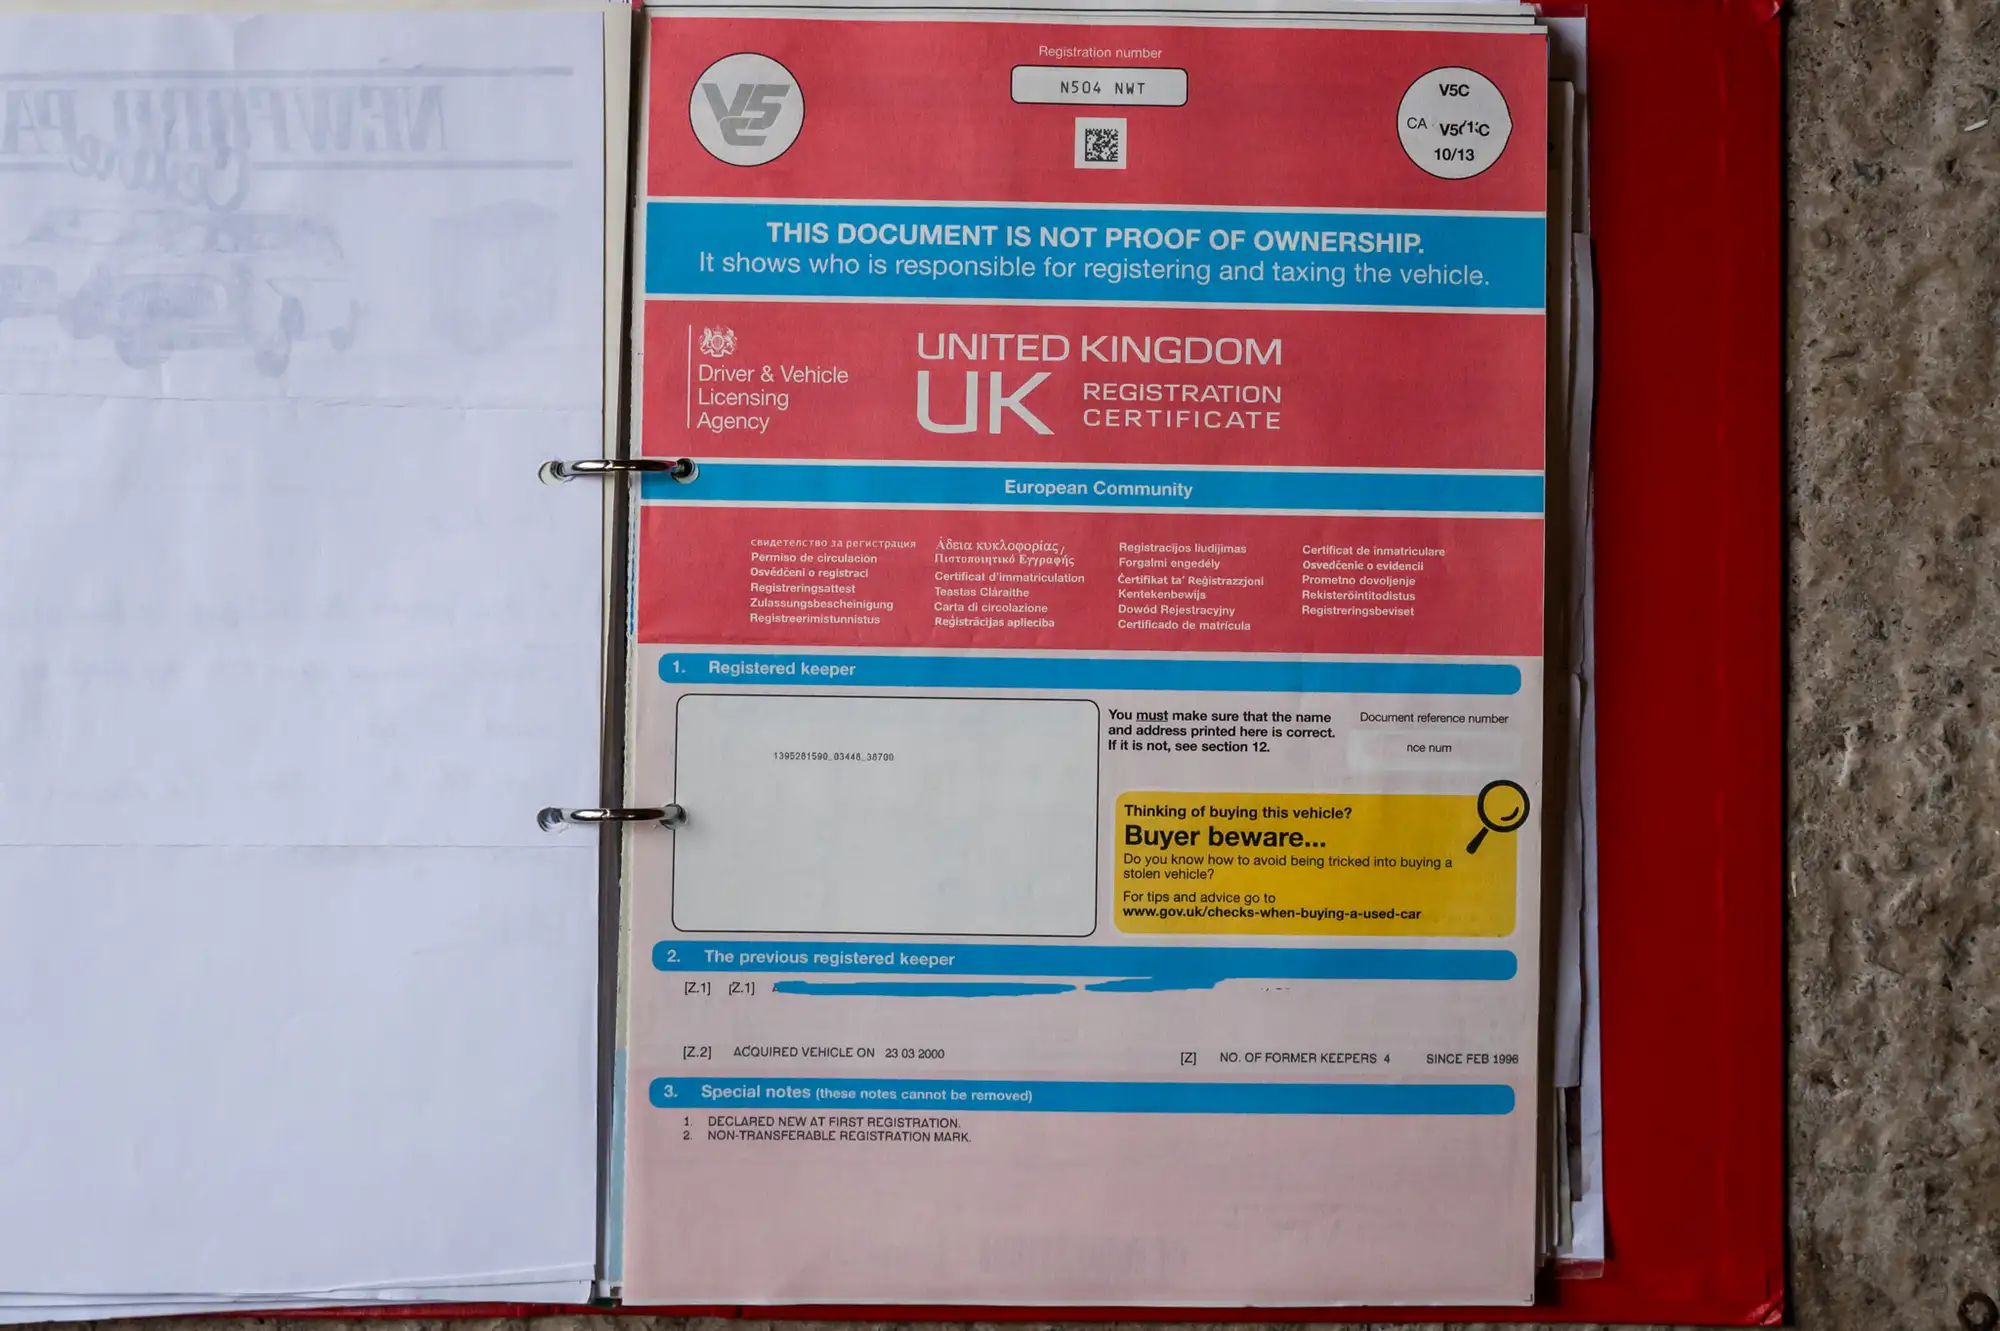 Registration number
N504 NWT
V5C
V5C
CA
10/13
THIS DOCUMENT IS NOT PROOF OF OWNERSHIP.
It shows who is responsible for registering and taxing the vehicle.
Driver & Vehicle
Licensing
Agency
UNITED KINGDOM
UK REGISTRATION
CERTIFICATE
European Community
свидетелство за регистрация
Permiso de circulación
Osvědčení o registraci
Registreringsattest
Zulassungsbescheinigung
Registreerimistunnistus
Άδεια κυκλοφορίας/
Πιστοποιητικό Εγγραφής
Certificat d'immatriculation
Teastas Cláraithe
Carta di circolazione
Reģistrācijas apliecība
Registracijos liudijimas
Forgalmi engedély
Ċertifikat ta' Reġistrazzjoni
Kentekenbewijs
Dowód Rejestracyjny
Certificado de matrícula
Certificat de inmatriculare
Osvedčenie o evidencii
Prometno dovoljenje
Rekisteröintitodistus
Registreringsbeviset
1. Registered keeper
1395261590_03446_36700
You must make sure that the name
and address printed here is correct.
If it is not, see section 12.
Document reference number
nce num
Thinking of buying this vehicle?
Buyer beware...
Do you know how to avoid being tricked into buying a
stolen vehicle?
For tips and advice go to
www.gov.uk/checks-when-buying-a-used-car
2. The previous registered keeper
[Z.1] [Z.1]
[Z.2] ACQUIRED VEHICLE ON 23 03 2000
[Z] NO. OF FORMER KEEPERS 4 SINCE FEB 1996
3. Special notes (these notes cannot be removed)
1. DECLARED NEW AT FIRST REGISTRATION.
2. NON-TRANSFERABLE REGISTRATION MARK.